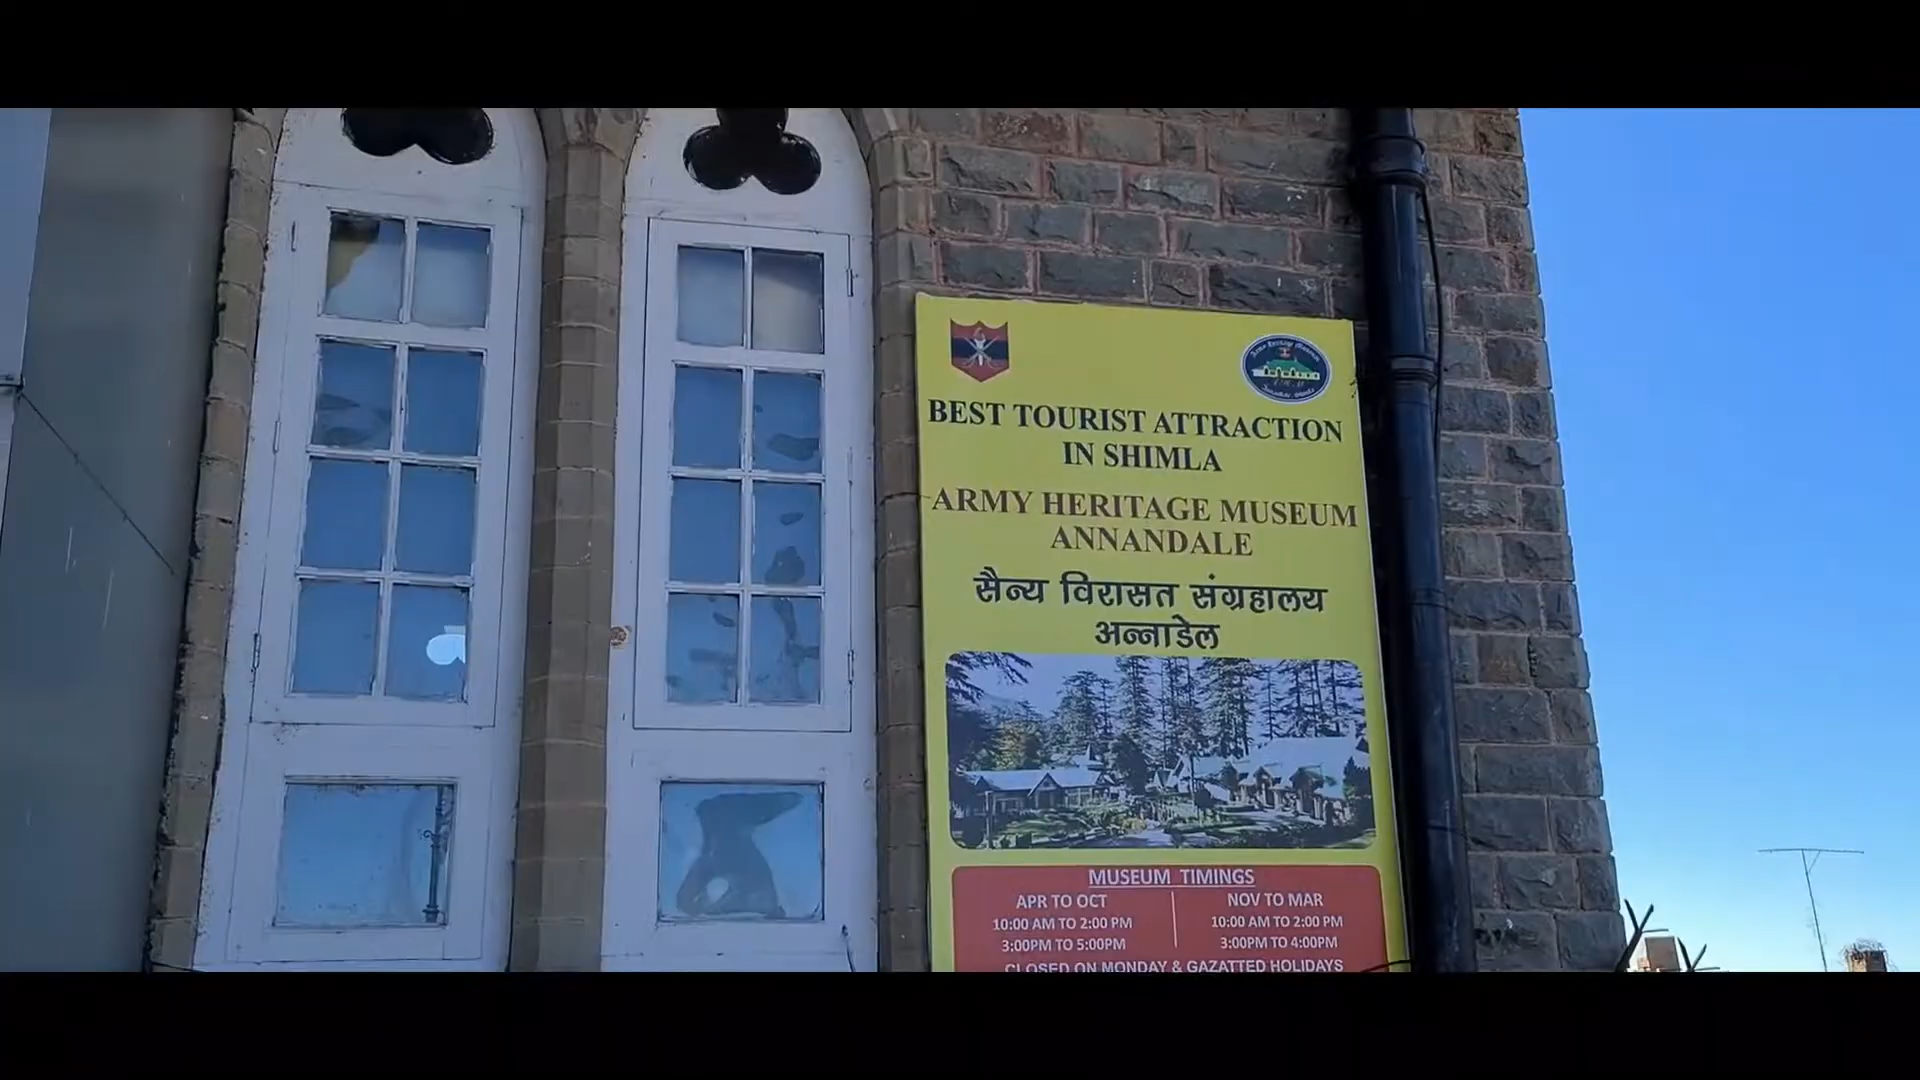 BEST TOURIST ATTRACTION
IN SHIMLA
ARMY HERITAGE MUSEUM
ANNANDALE
सैन्य विरासत संग्रहालय
अन्नाडेल
MUSEUM TIMINGS
APR TO OCT
10:00 AM TO 2:00 PM
3:00PM TO 5:00PM
NOV TO MAR
10:00 AM TO 2:00 PM
3:00PM TO 4:00PM
CLOSED ON MONDAY & GAZATTED HOLIDAYS